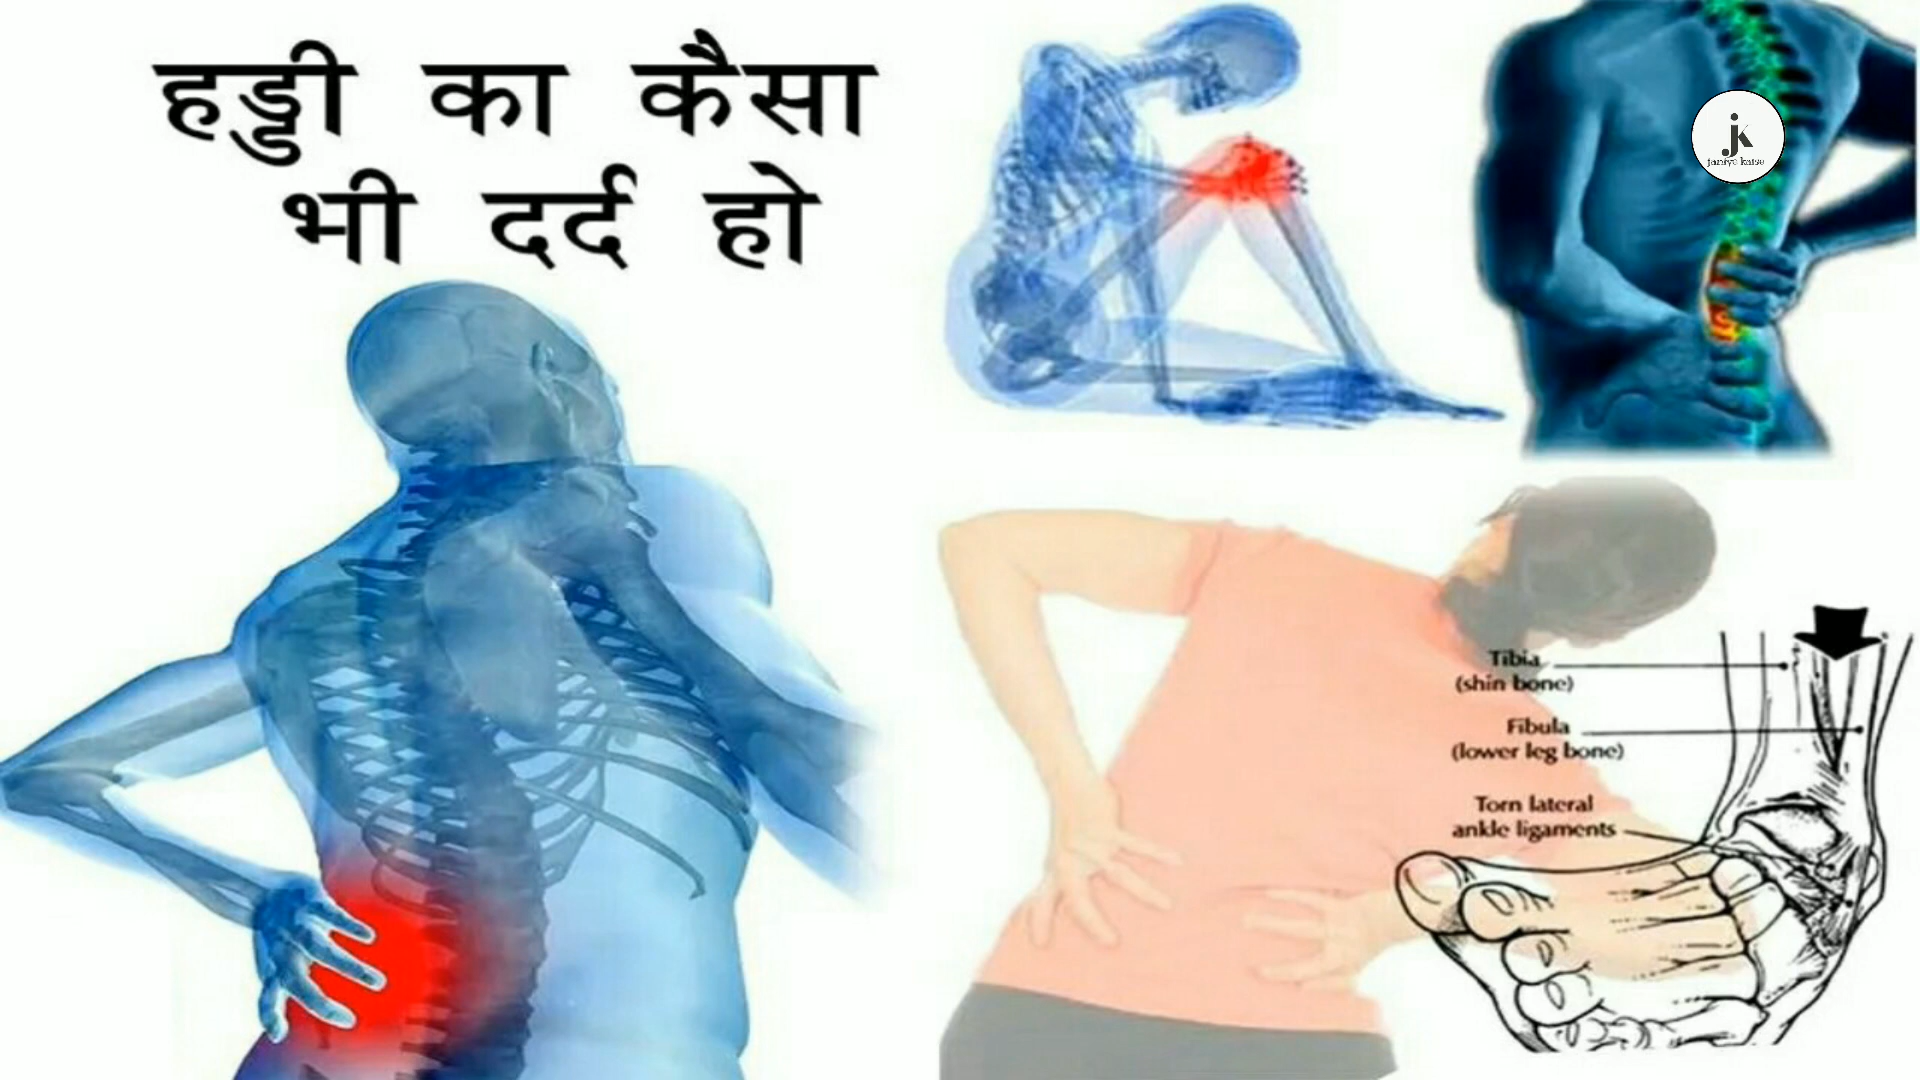 हड्डी का कैसा
भी दर्द हो
jk
janiye kaise
Tibia
(shin bone)
Fibula
(lower leg bone)
Torn lateral
ankle ligaments